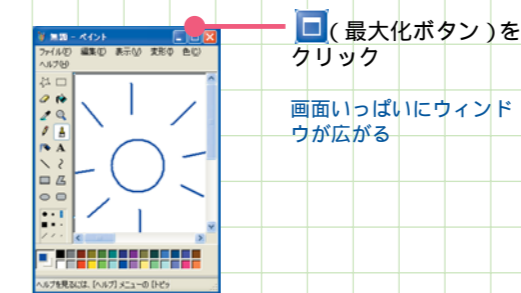 無題 - ペイント
ファイル(F) 編集(E) 表示(V) 変形(I) 色(C)
ヘルプ(H)
A
ヘルプを見るには、[ヘルプ] メニューの [トピッ
(最大化ボタン)を
クリック
画面いっぱいにウィンド
ウが広がる